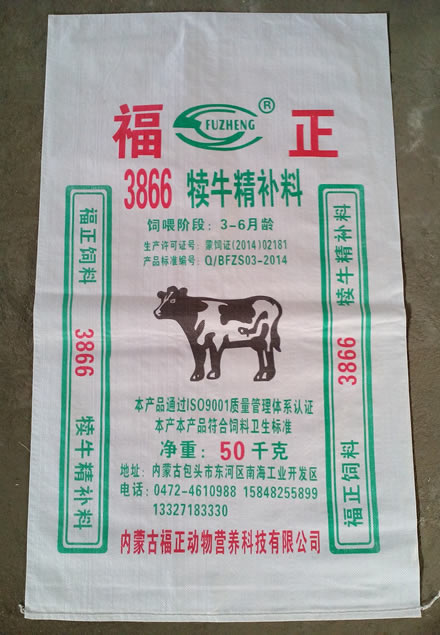 福 FUZHENG ® 正
3866 犊牛精补料
饲喂阶段：3-6月龄
生产许可证号：蒙饲证(2014)02181
产品标准编号：Q/BFZS03-2014
福正饲料 3866 犊牛精补料
福正饲料 3866 犊牛精补料
本产品通过ISO9001质量管理体系认证
本产本产品符合饲料卫生标准
净重：50千克
地址：内蒙古包头市东河区南海工业开发区
电话：0472-4610988 15848255899
13327183330
内蒙古福正动物营养科技有限公司